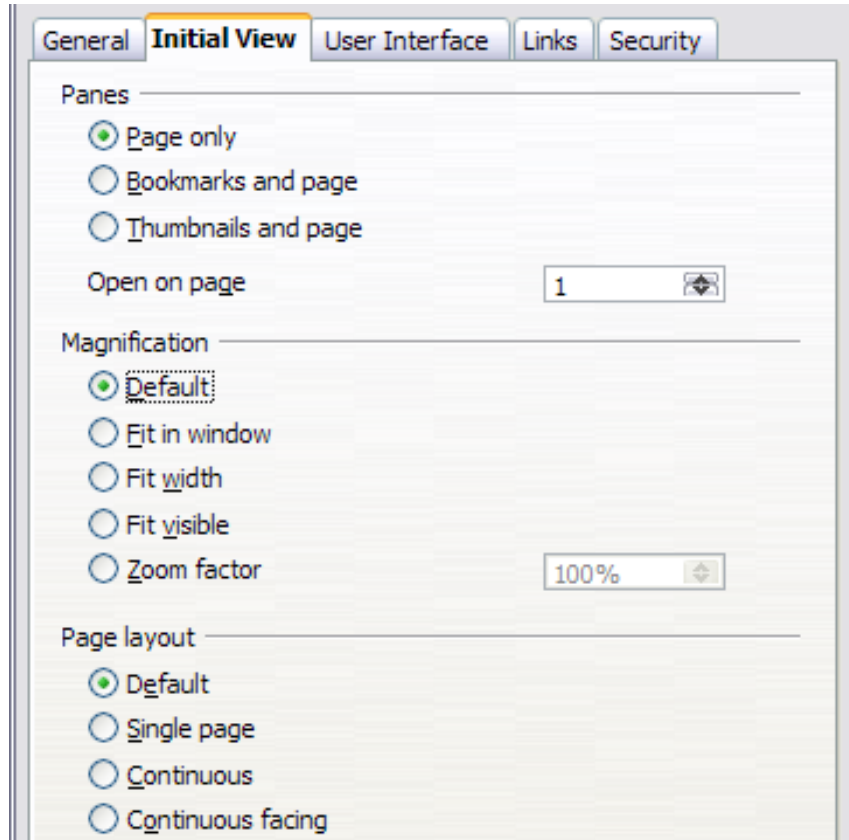 General Initial View User Interface Links Security
Panes
Page only
Bookmarks and page
Thumbnails and page
Open on page 1
Magnification
Default
Fit in window
Fit width
Fit visible
Zoom factor 100%
Page layout
Default
Single page
Continuous
Continuous facing